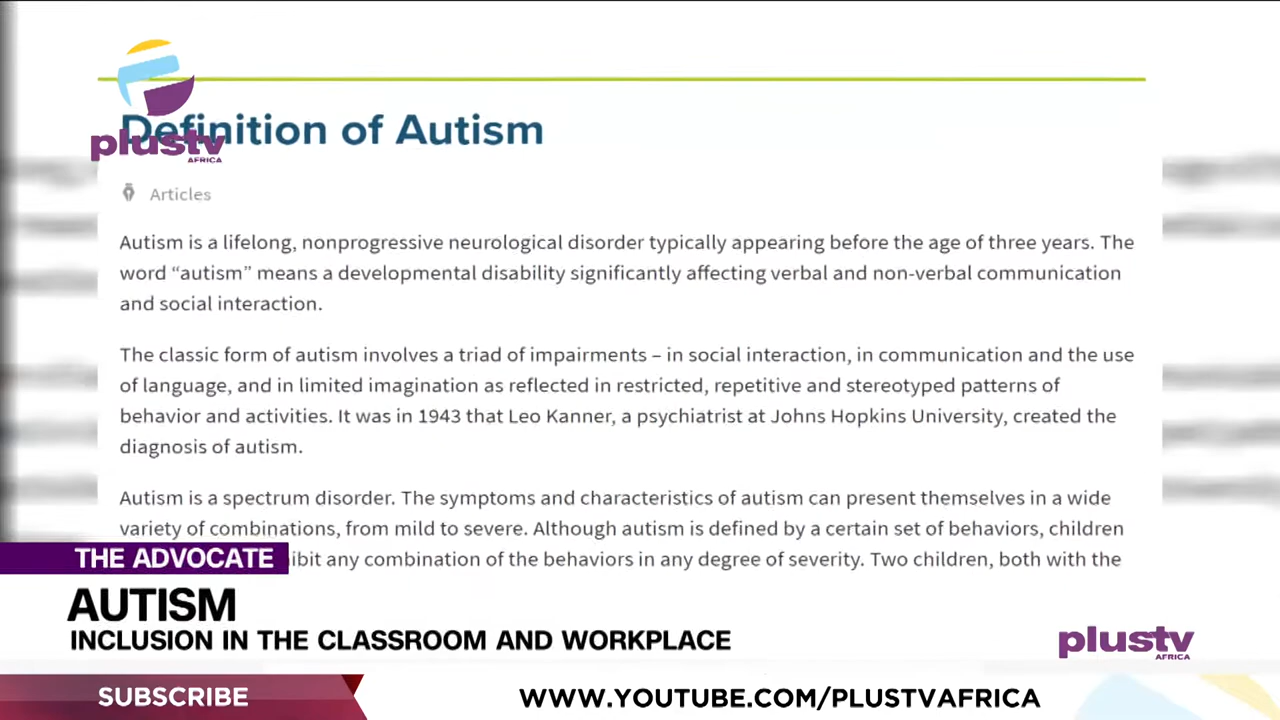 Definition of Autism
plustv
AFRICA
Articles
Autism is a lifelong, nonprogressive neurological disorder typically appearing before the age of three years. The
word “autism” means a developmental disability significantly affecting verbal and non-verbal communication
and social interaction.
The classic form of autism involves a triad of impairments – in social interaction, in communication and the use
of language, and in limited imagination as reflected in restricted, repetitive and stereotyped patterns of
behavior and activities. It was in 1943 that Leo Kanner, a psychiatrist at Johns Hopkins University, created the
diagnosis of autism.
Autism is a spectrum disorder. The symptoms and characteristics of autism can present themselves in a wide
variety of combinations, from mild to severe. Although autism is defined by a certain set of behaviors, children
any combination of the behaviors in any degree of severity. Two children, both with the
THE ADVOCATE
AUTISM
INCLUSION IN THE CLASSROOM AND WORKPLACE
plustv
AFRICA
SUBSCRIBE
WWW.YOUTUBE.COM/PLUSTVAFRICA